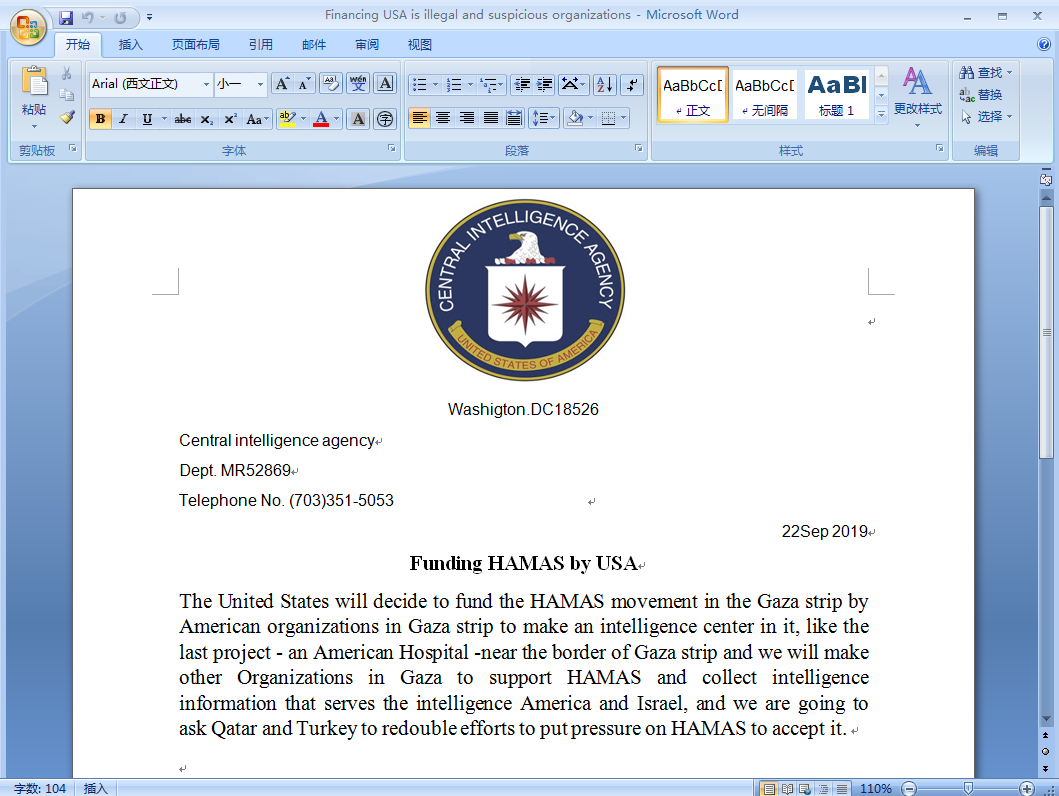 Financing USA is illegal and suspicious organizations - Microsoft Word
开始 插入 页面布局 引用 邮件 审阅 视图
粘贴
剪贴板
Arial (西文正文) 小一
字体
段落
AaBbCcD AaBbCcD AaBl
正文 无间隔 标题 1
更改样式
样式
查找
替换
选择
编辑
CENTRAL INTELLIGENCE AGENCY
UNITED STATES OF AMERICA
Washigton.DC18526
Central intelligence agency
Dept. MR52869
Telephone No. (703)351-5053
22Sep 2019
Funding HAMAS by USA
The United States will decide to fund the HAMAS movement in the Gaza strip by
American organizations in Gaza strip to make an intelligence center in it, like the
last project - an American Hospital -near the border of Gaza strip and we will make
other Organizations in Gaza to support HAMAS and collect intelligence
information that serves the intelligence America and Israel, and we are going to
ask Qatar and Turkey to redouble efforts to put pressure on HAMAS to accept it.
字数: 104 插入 110%